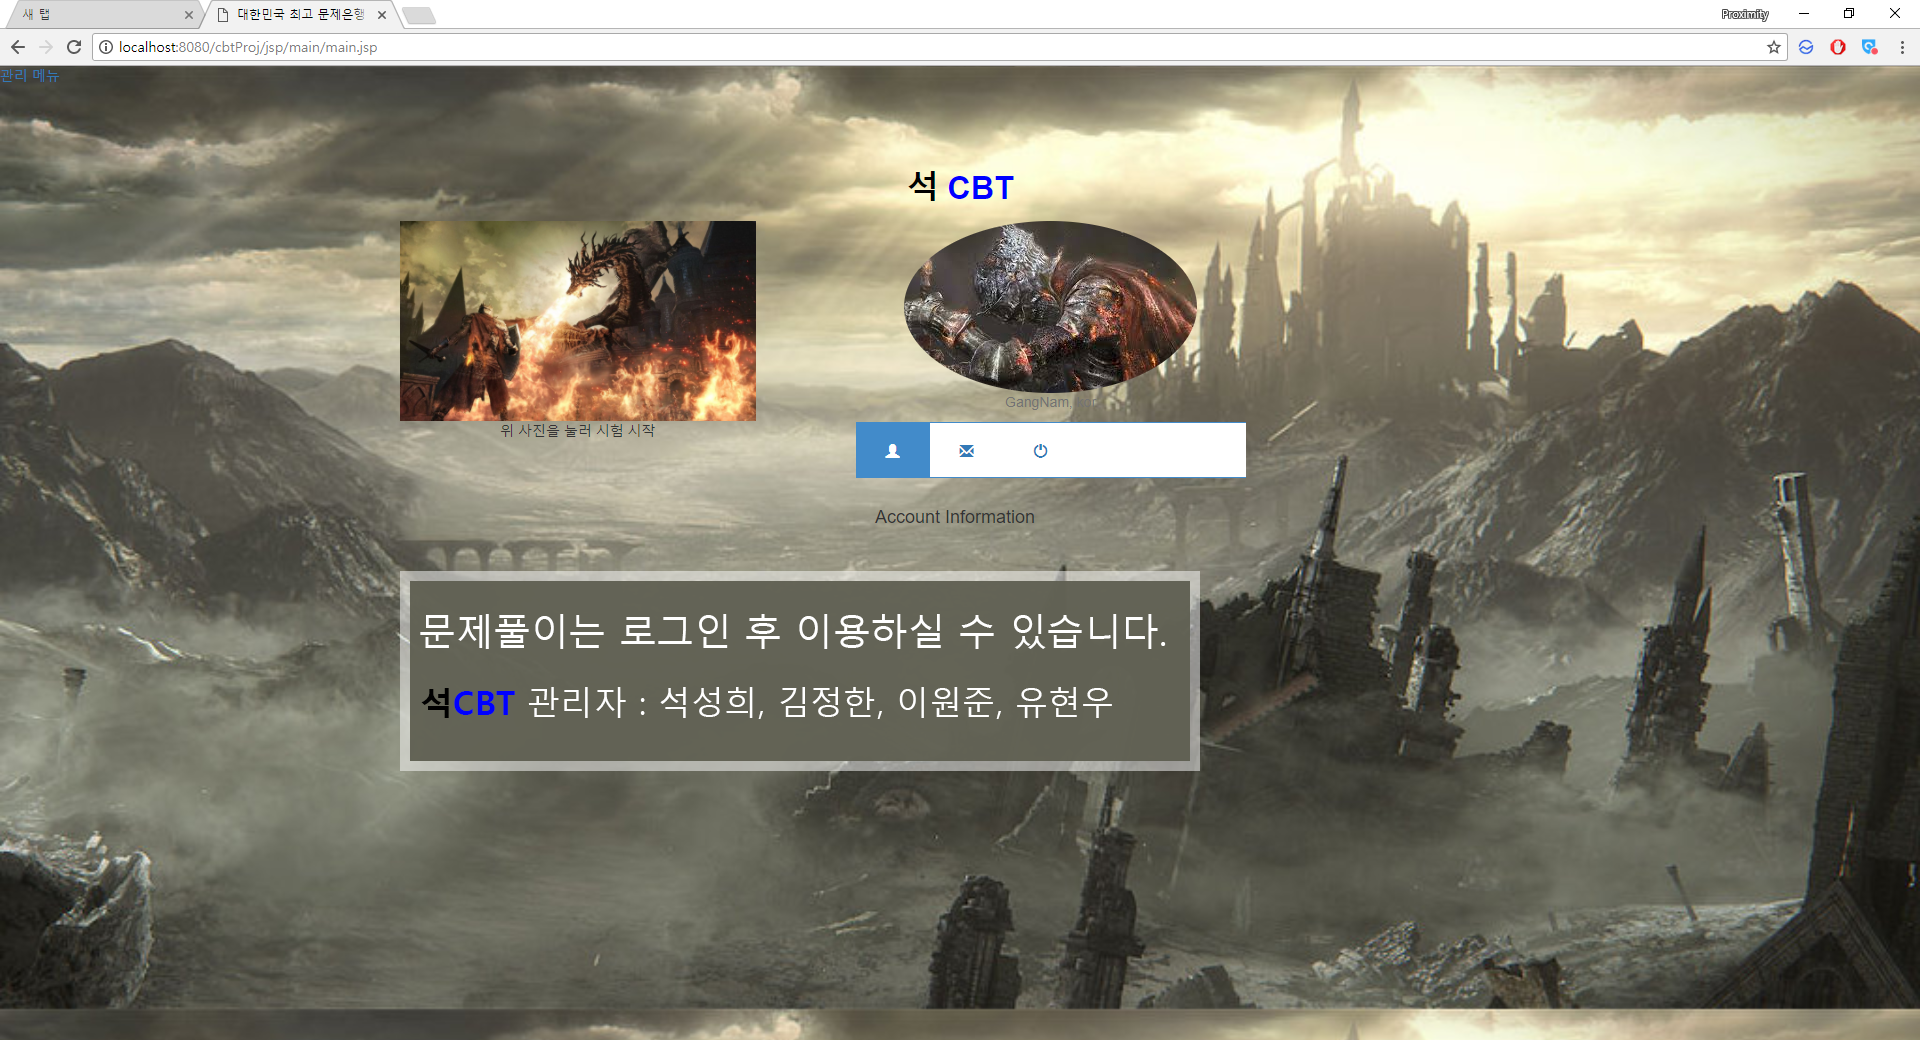 새 탭
대한민국 최고 문제은행
Proximity
localhost:8080/cbtProj/jsp/main/main.jsp
관리 메뉴
석 CBT
GangNam
위 사진을 눌러 시험 시작
Account Information
문제풀이는 로그인 후 이용하실 수 있습니다.
석CBT 관리자 : 석성희, 김정한, 이원준, 유현우